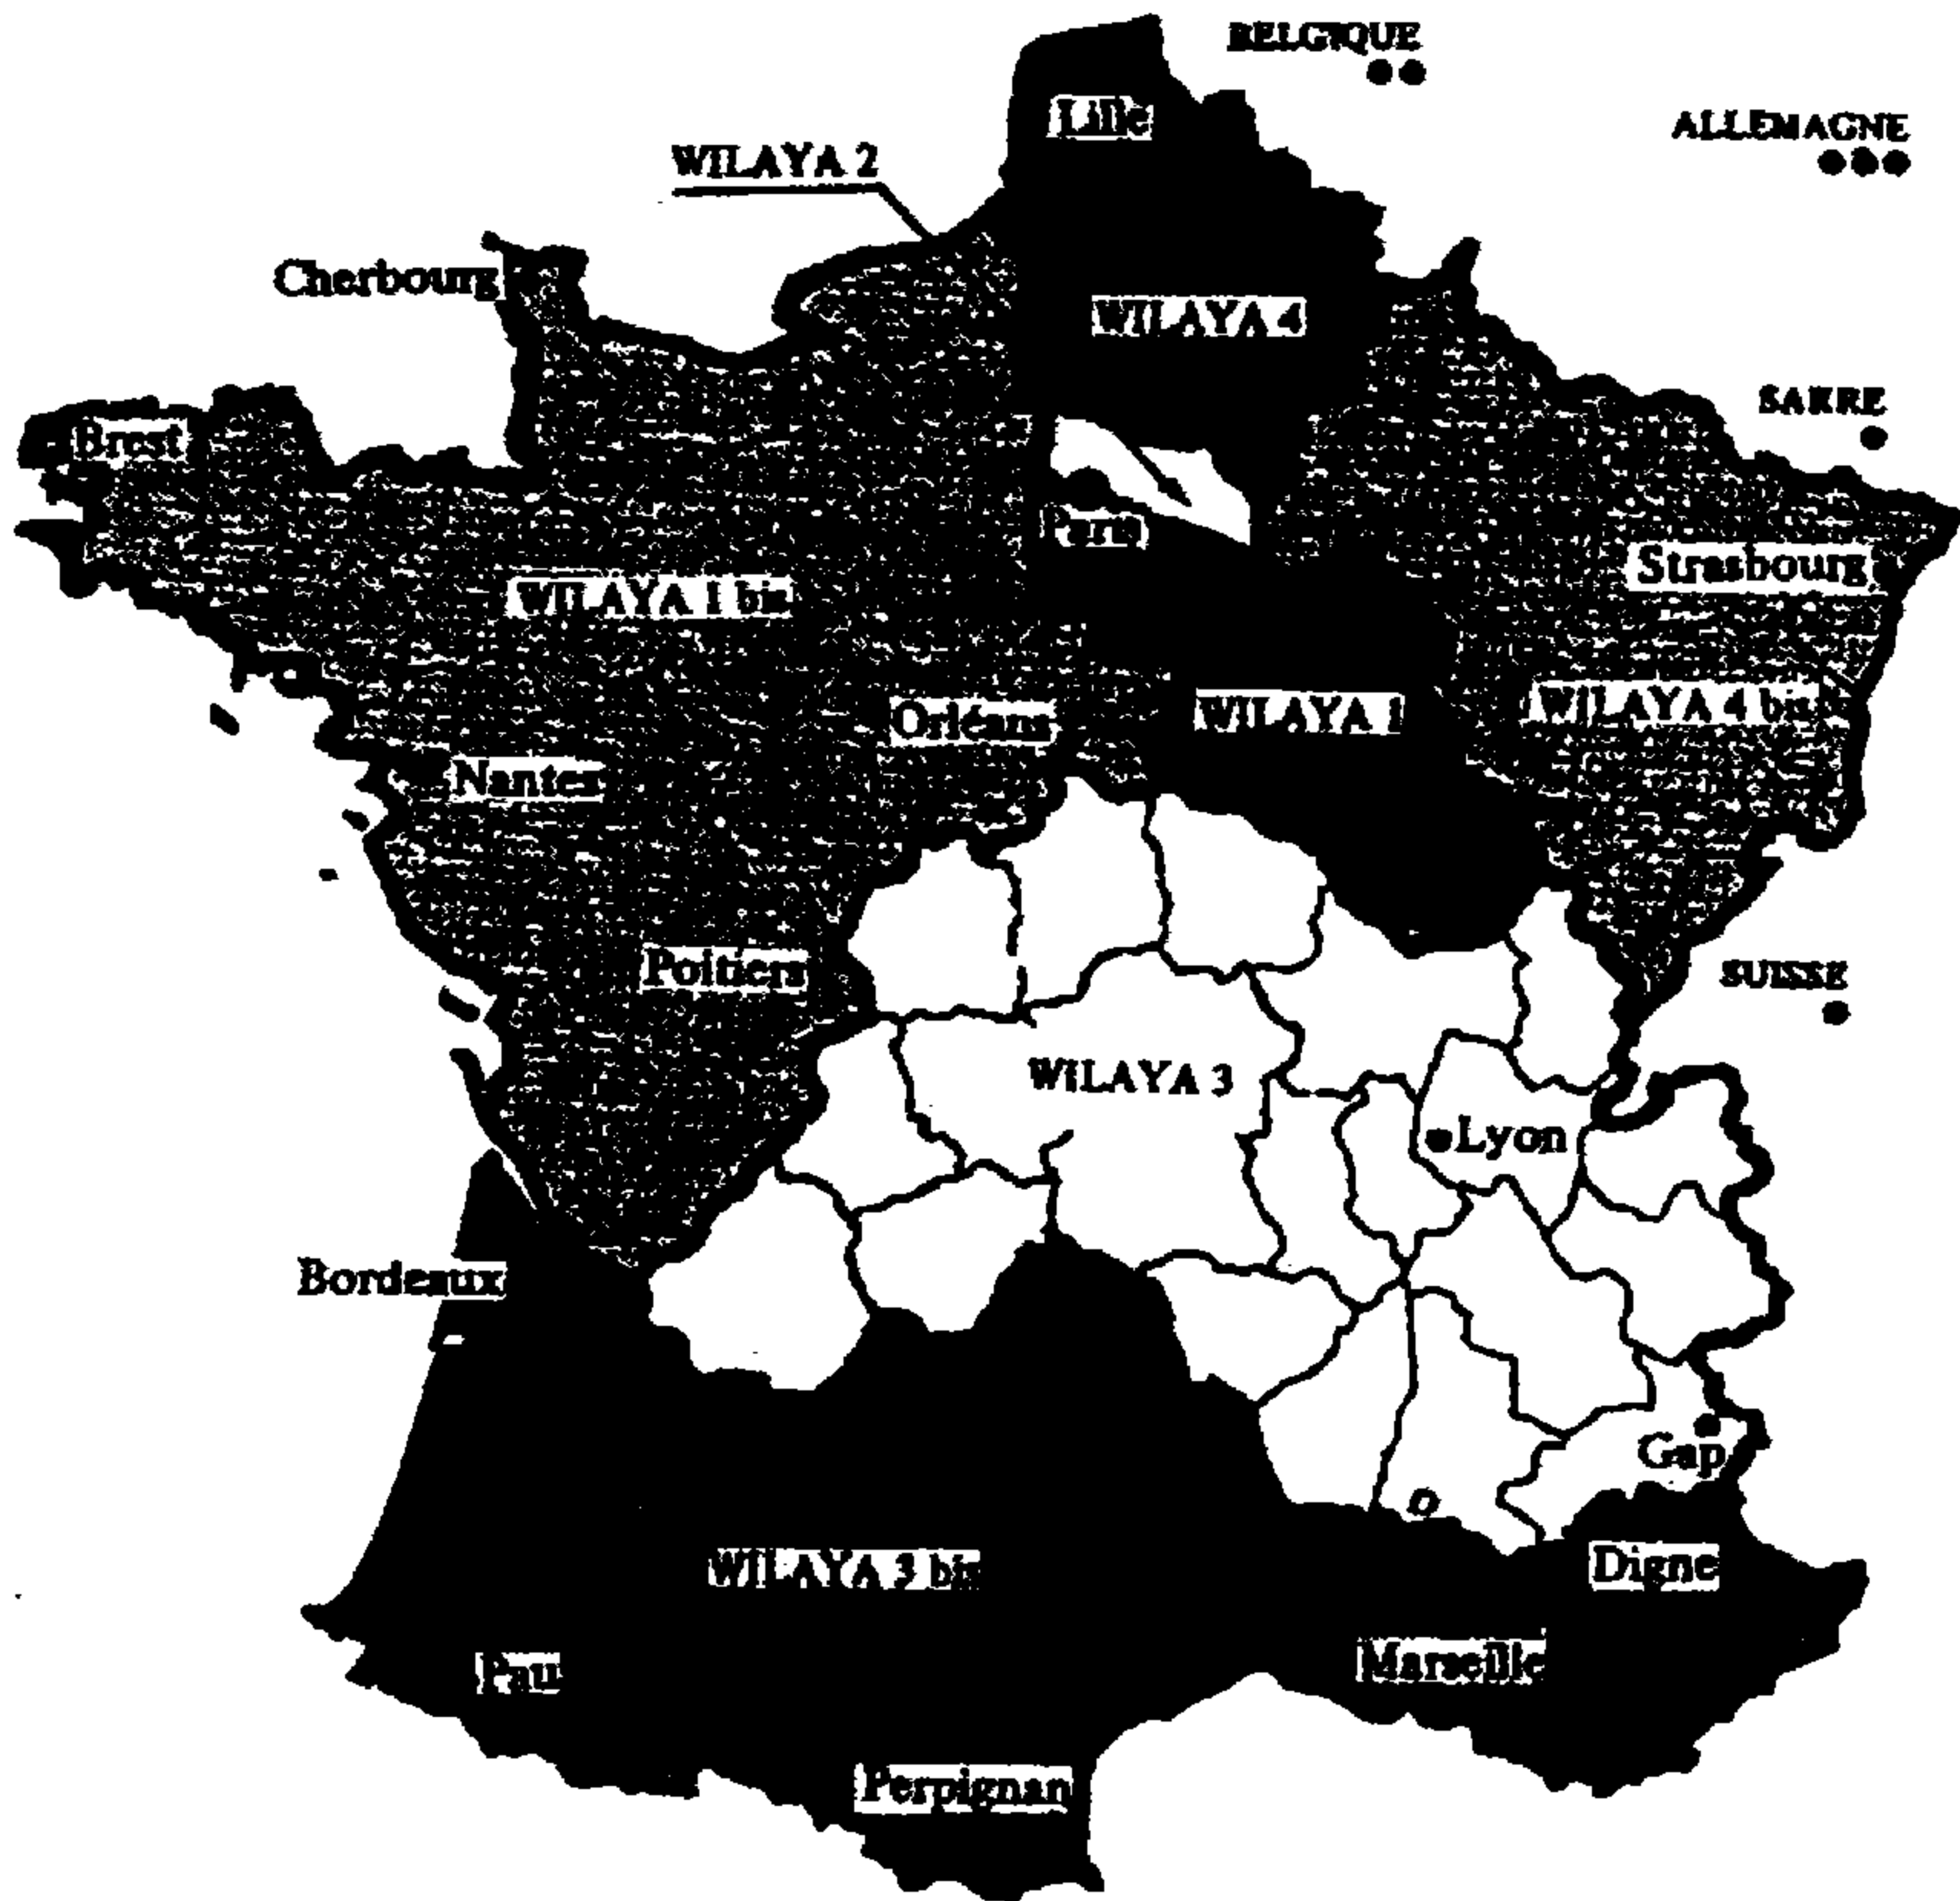 BELGIQUE
ALLEMAGNE
Lille
WILAYA 2
Cherbourg
WILAYA 4
SARRE
Brest
Paris
Strasbourg
WILAYA 1 bis
WILAYA 4 bis
Orléans
WILAYA 1
Nantes
Poitiers
SUISSE
WILAYA 3
Lyon
Bordeaux
Gap
WILAYA 3 bis
Digne
Marseille
Pau
Perpignan